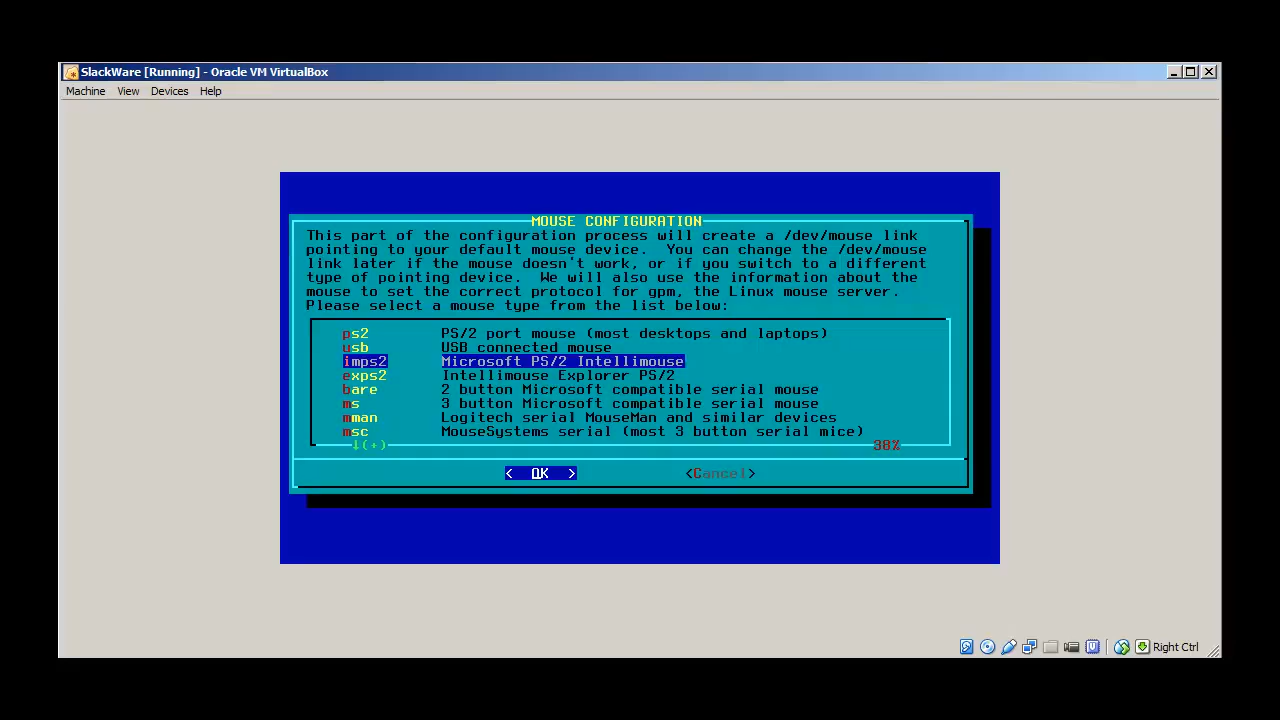 SlackWare [Running] - Oracle VM VirtualBox
Machine View Devices Help
MOUSE CONFIGURATION
This part of the configuration process will create a /dev/mouse link
pointing to your default mouse device.  You can change the /dev/mouse
link later if the mouse doesn't work, or if you switch to a different
type of pointing device.  We will also use the information about the
mouse to set the correct protocol for gpm, the Linux mouse server.
Please select a mouse type from the list below:
ps2 PS/2 port mouse (most desktops and laptops)
usb USB connected mouse
imps2 Microsoft PS/2 Intellimouse
exps2 Intellimouse Explorer PS/2
bare 2 button Microsoft compatible serial mouse
ms 3 button Microsoft compatible serial mouse
mman Logitech serial MouseMan and similar devices
msc MouseSystems serial (most 3 button serial mice)
↓(+) 38%
< OK > <Cancel>
Right Ctrl